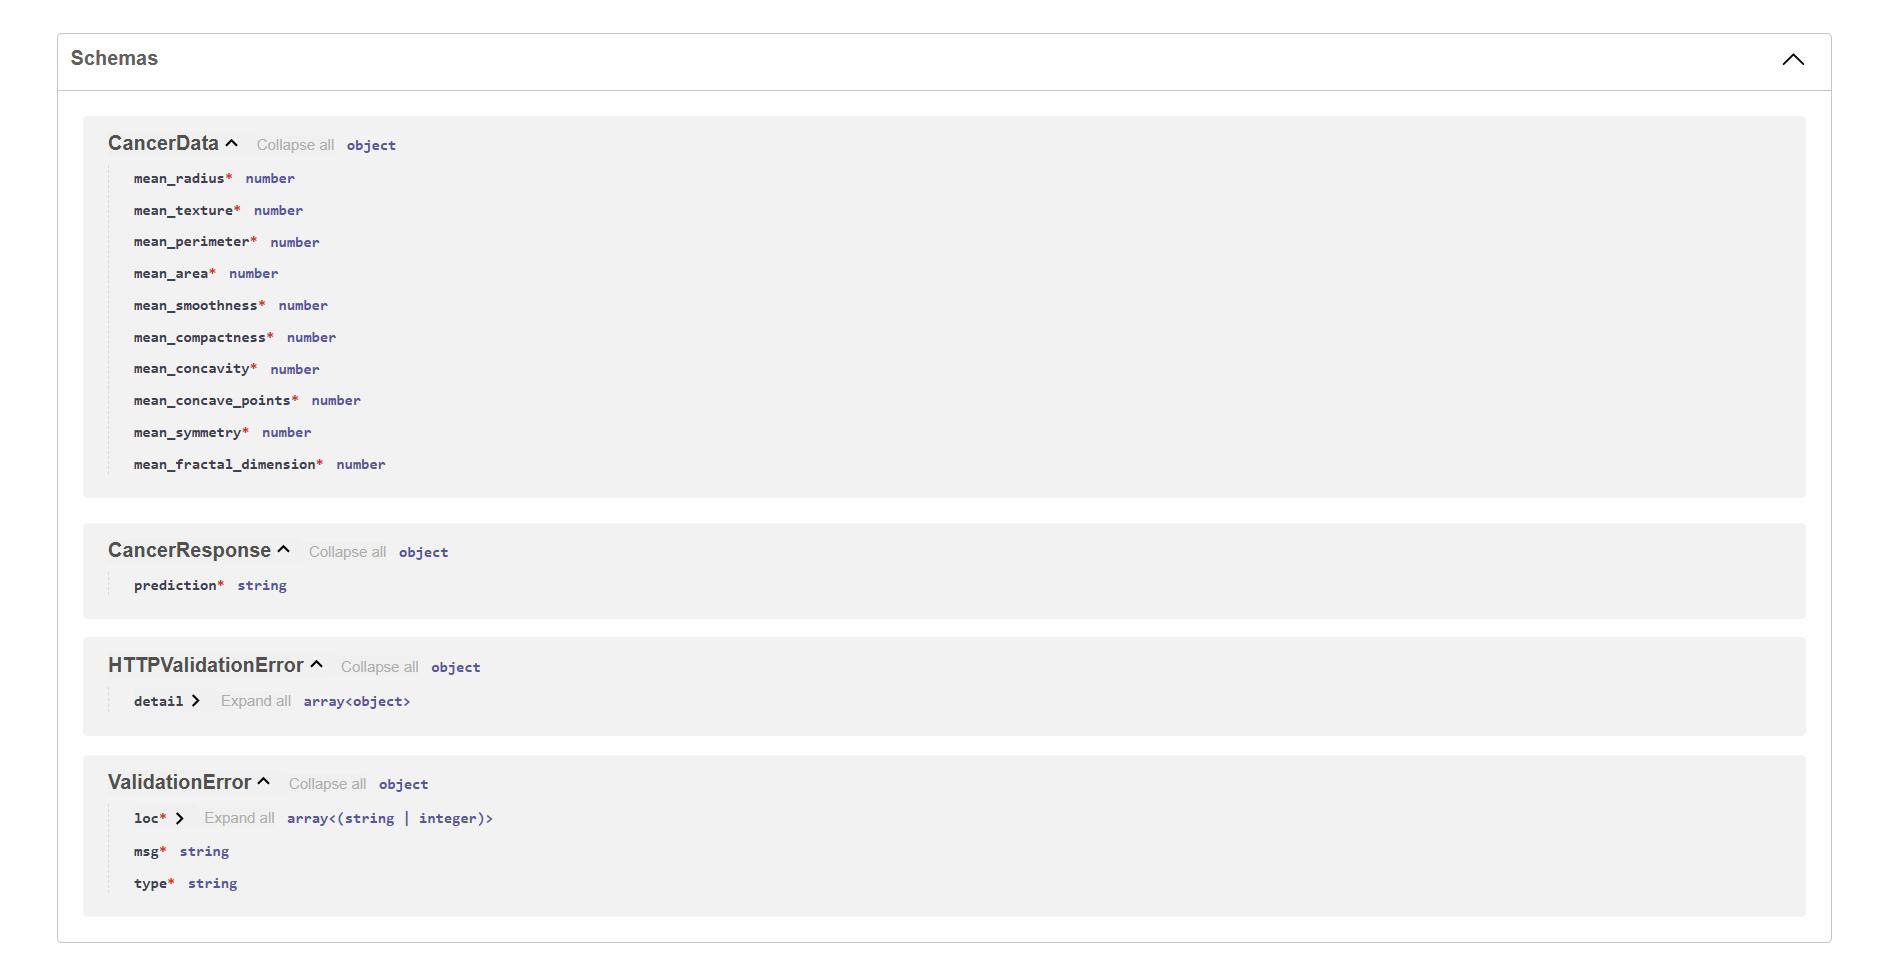 Schemas
CancerData Collapse all object
mean_radius* number
mean_texture* number
mean_perimeter* number
mean_area* number
mean_smoothness* number
mean_compactness* number
mean_concavity* number
mean_concave_points* number
mean_symmetry* number
mean_fractal_dimension* number
CancerResponse Collapse all object
prediction* string
HTTPValidationError Collapse all object
detail Expand all array<object>
ValidationError Collapse all object
loc* Expand all array<(string | integer)>
msg* string
type* string